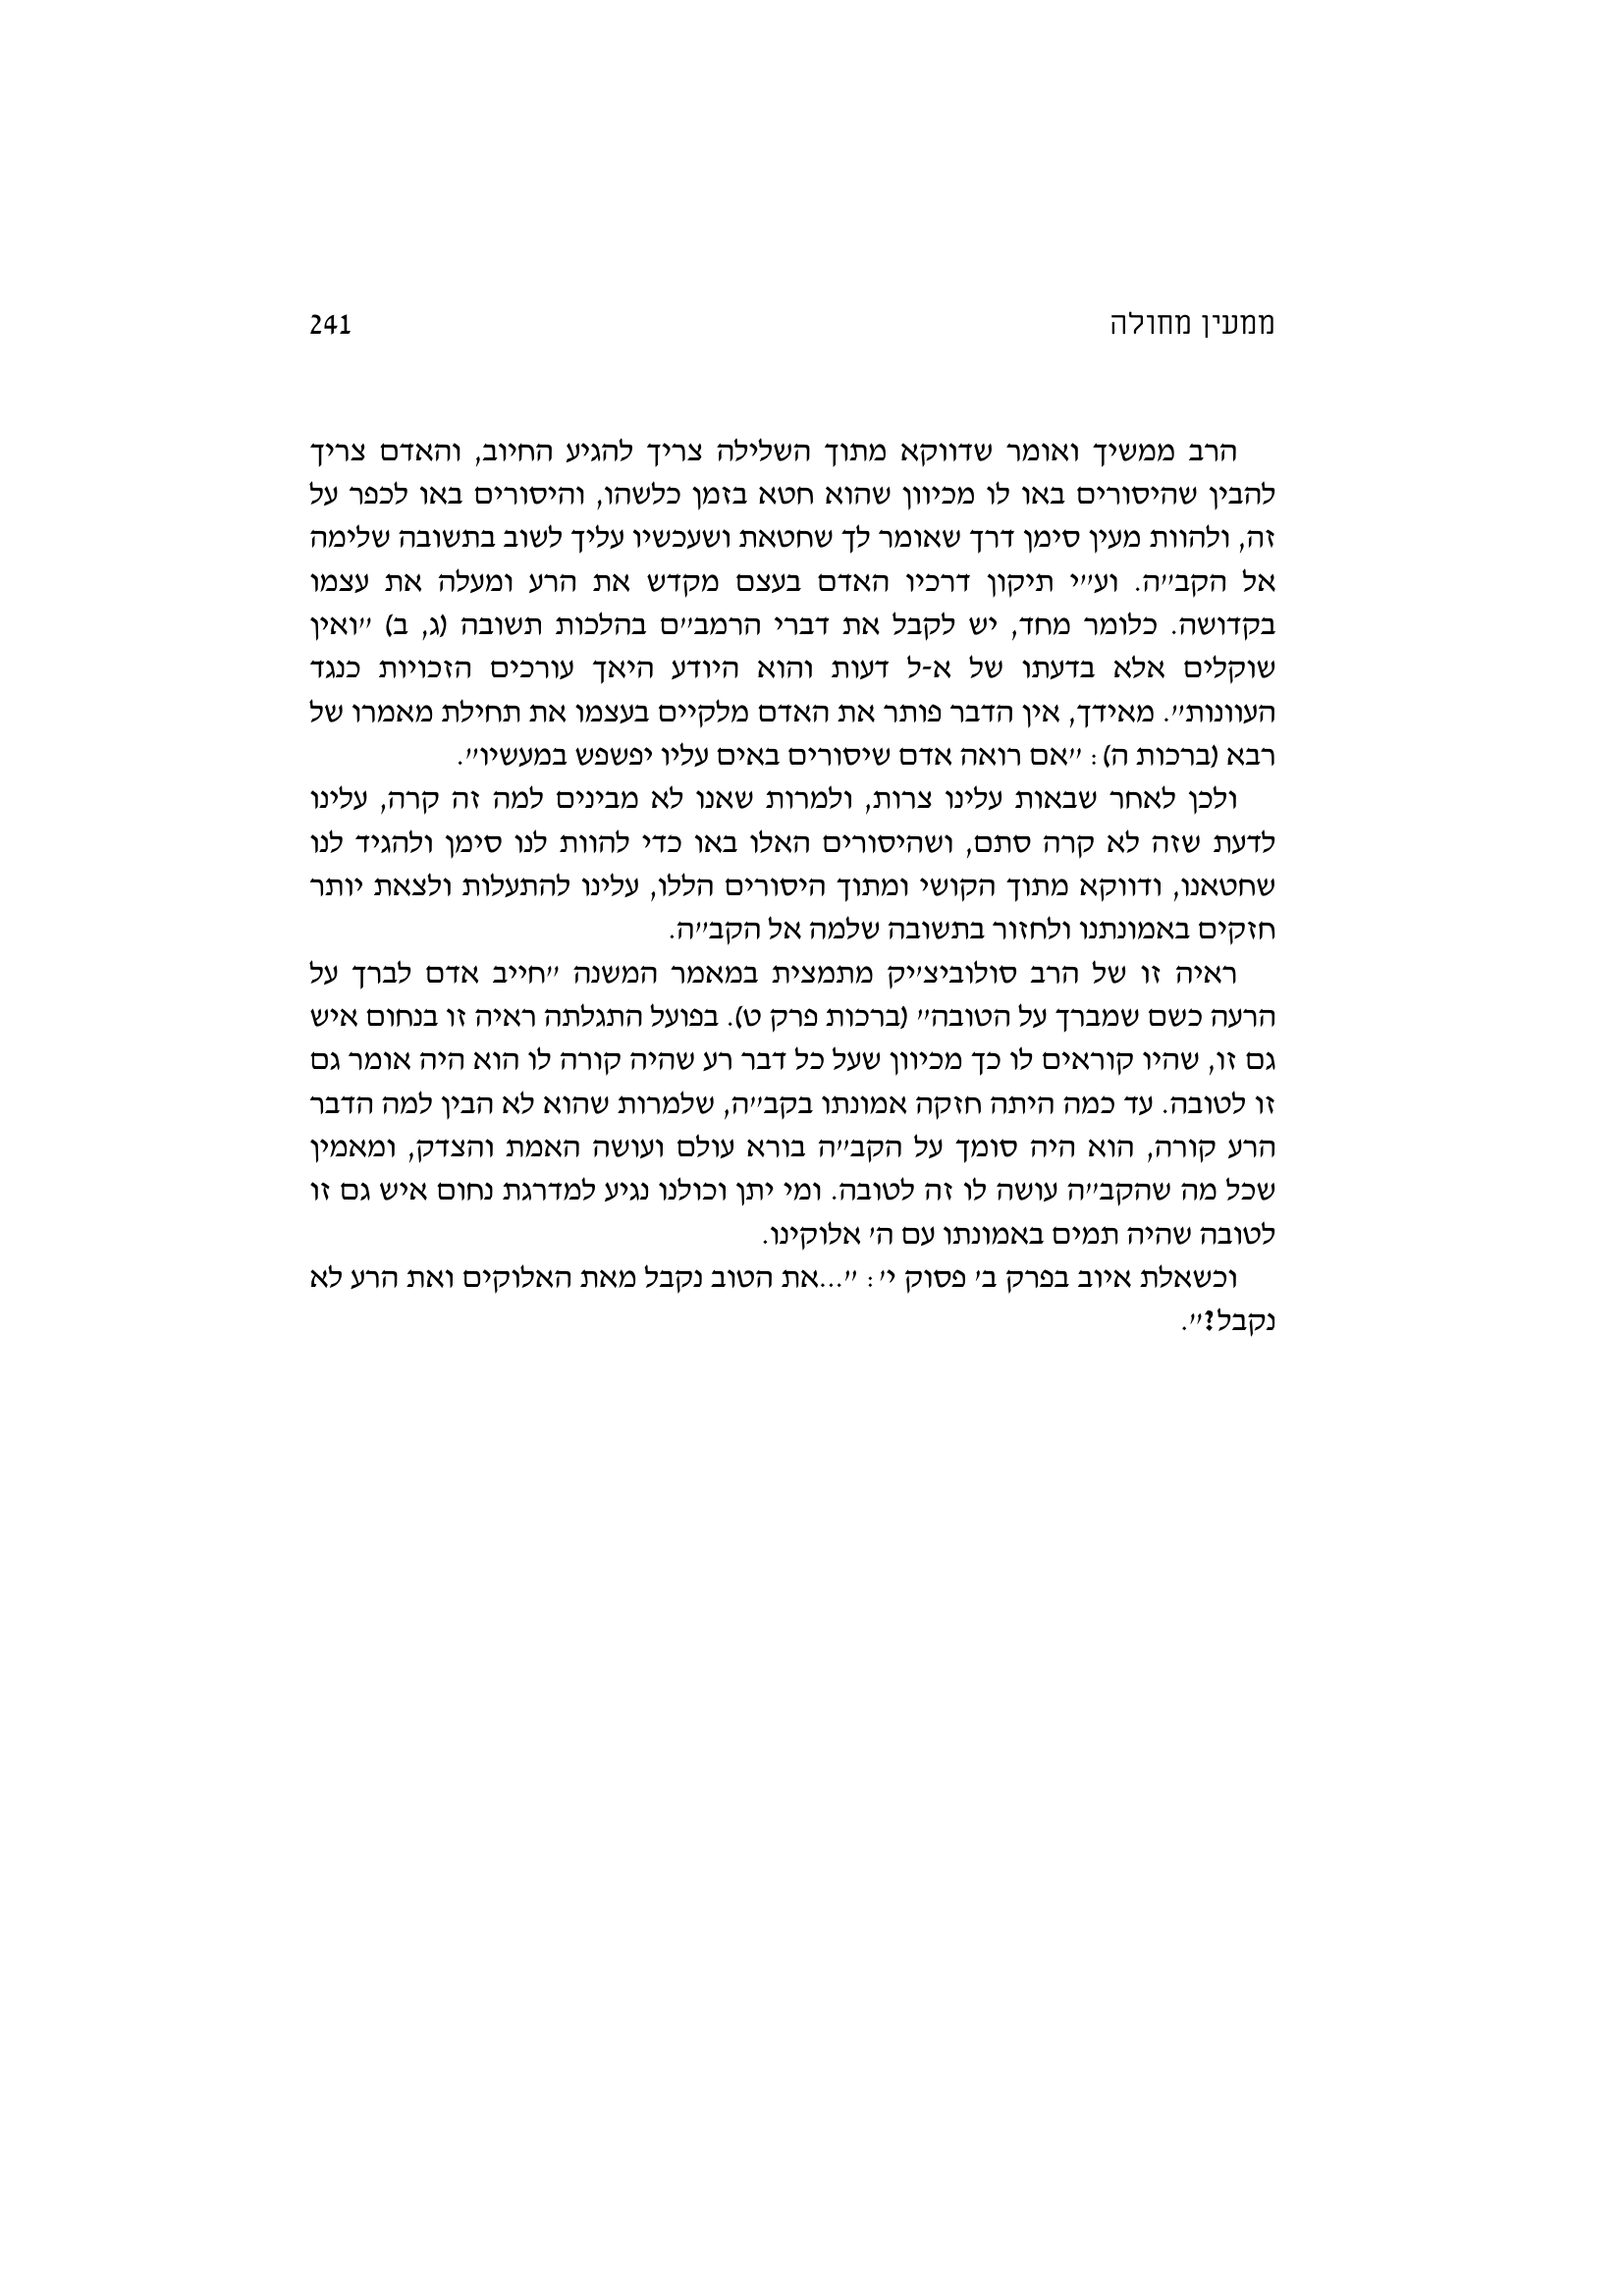 ממעין מחולה 241
הרב ממשיך ואומר שדווקא מתוך השלילה צריך להגיע החיוב, והאדם צריך
להבין שהיסורים באו לו מכיוון שהוא חטא בזמן כלשהו, והיסורים באו לכפר על
זה, ולהוות מעין סימן דרך שאומר לך שחטאת ושעכשיו עליך לשוב בתשובה שלימה
אל הקב״ה. וע״י תיקון דרכיו האדם בעצם מקדש את הרע ומעלה את עצמו
בקדושה. כלומר מחד, יש לקבל את דברי הרמב״ם בהלכות תשובה (ג, ב) ״ואין
שוקלים אלא בדעתו של א-ל דעות והוא היודע היאך עורכים הזכויות כנגד
העוונות״. מאידך, אין הדבר פותר את האדם מלקיים בעצמו את תחילת מאמרו של
רבא (ברכות ה): ״אם רואה אדם שיסורים באים עליו יפשפש במעשיו״.
ולכן לאחר שבאות עלינו צרות, ולמרות שאנו לא מבינים למה זה קרה, עלינו
לדעת שזה לא קרה סתם, ושהיסורים האלו באו כדי להוות לנו סימן ולהגיד לנו
שחטאנו, ודווקא מתוך הקושי ומתוך היסורים הללו, עלינו להתעלות ולצאת יותר
חזקים באמונתנו ולחזור בתשובה שלמה אל הקב״ה.
ראיה זו של הרב סולוביצ׳יק מתמצית במאמר המשנה ״חייב אדם לברך על
הרעה כשם שמברך על הטובה״ (ברכות פרק ט). בפועל התגלתה ראיה זו בנחום איש
גם זו, שהיו קוראים לו כך מכיוון שעל כל דבר רע שהיה קורה לו הוא היה אומר גם
זו לטובה. עד כמה היתה חזקה אמונתו בקב״ה, שלמרות שהוא לא הבין למה הדבר
הרע קורה, הוא היה סומך על הקב״ה בורא עולם ועושה האמת והצדק, ומאמין
שכל מה שהקב״ה עושה לו זה לטובה. ומי יתן וכולנו נגיע למדרגת נחום איש גם זו
לטובה שהיה תמים באמונתו עם ה׳ אלוקינו.
וכשאלת איוב בפרק ב׳ פסוק י׳: ״...את הטוב נקבל מאת האלוקים ואת הרע לא
נקבל?״.